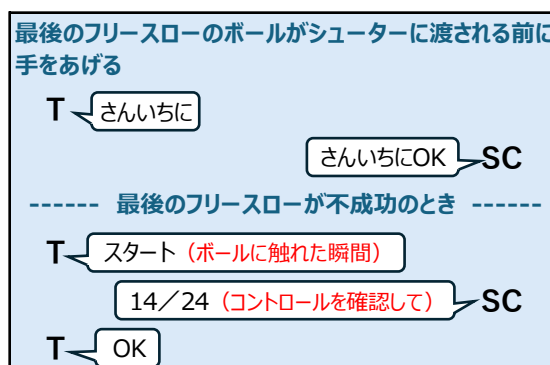 最後のフリースローのボールがシューターに渡される前に
手をあげる
T さんいちに
さんいちにOK SC
------ 最後のフリースローが不成功のとき ------
T スタート（ボールに触れた瞬間）
14／24（コントロールを確認して） SC
T OK